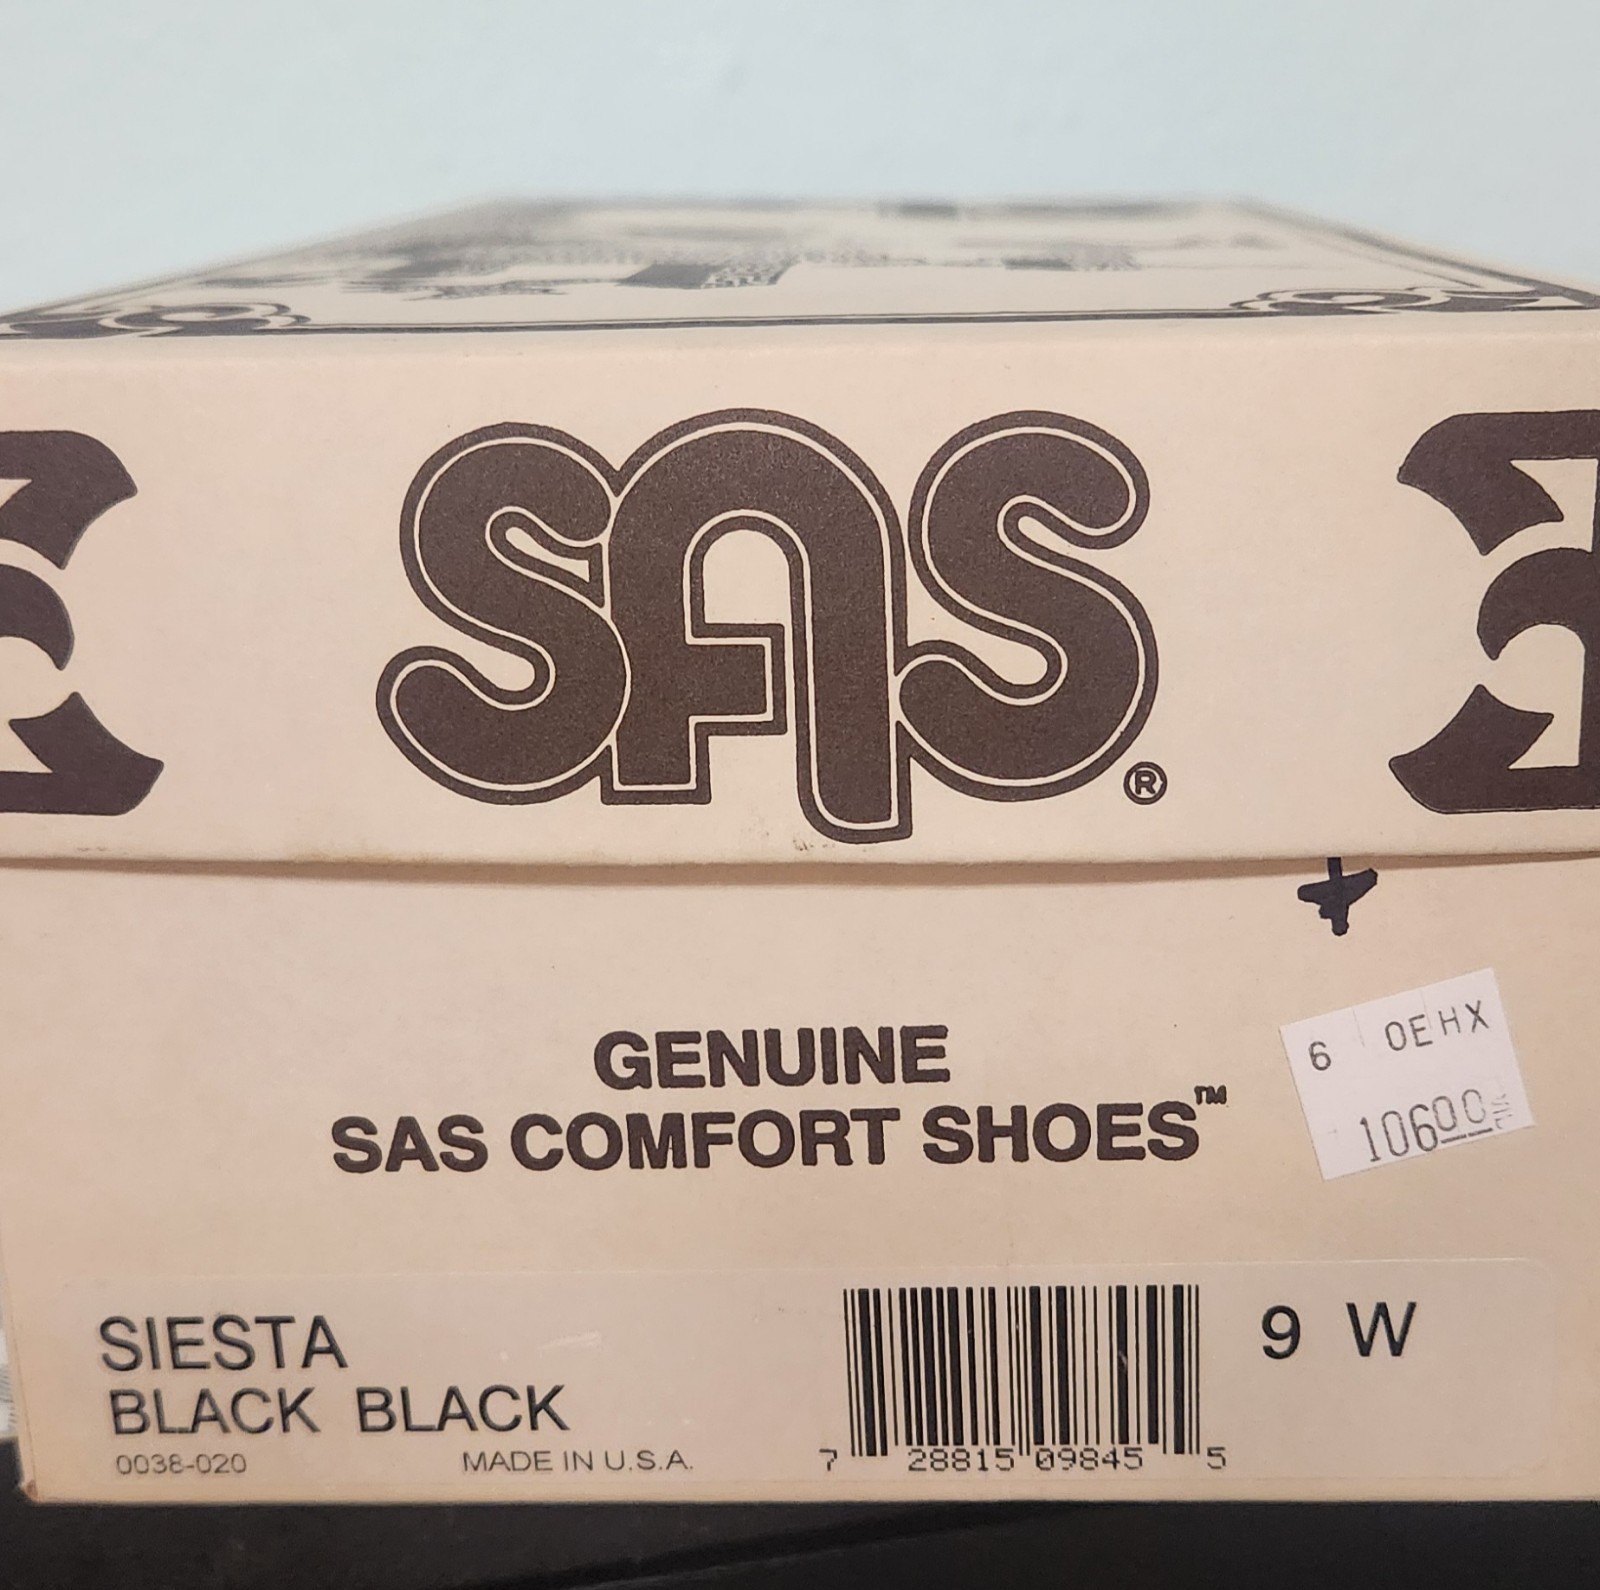 SAS®
GENUINE
SAS COMFORT SHOES™
6 OEHX
10600
SIESTA
BLACK BLACK
0038-020
MADE IN U.S.A.
7 28815 09845 5
9 W